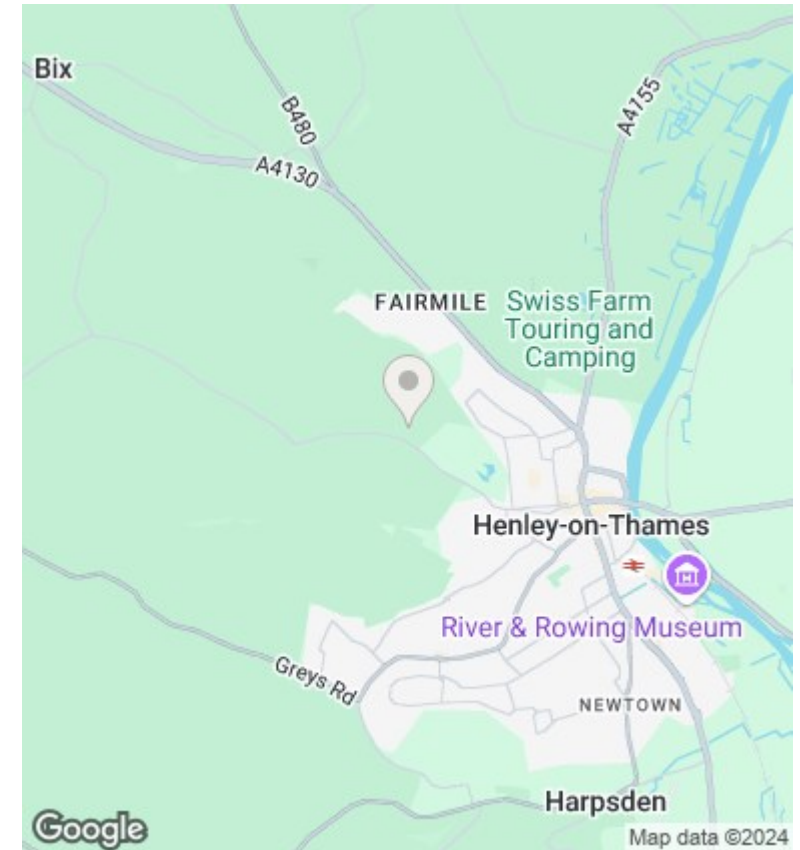 Bix
B480
A4155
A4130
FAIRMILE
Swiss Farm
Touring and
Camping
Henley-on-Thames
River & Rowing Museum
Greys Rd
NEWTOWN
Harpsden
Google
Map data ©2024